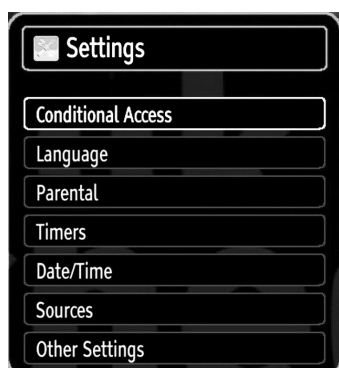 Settings
Conditional Access
Language
Parental
Timers
Date/Time
Sources
Other Settings